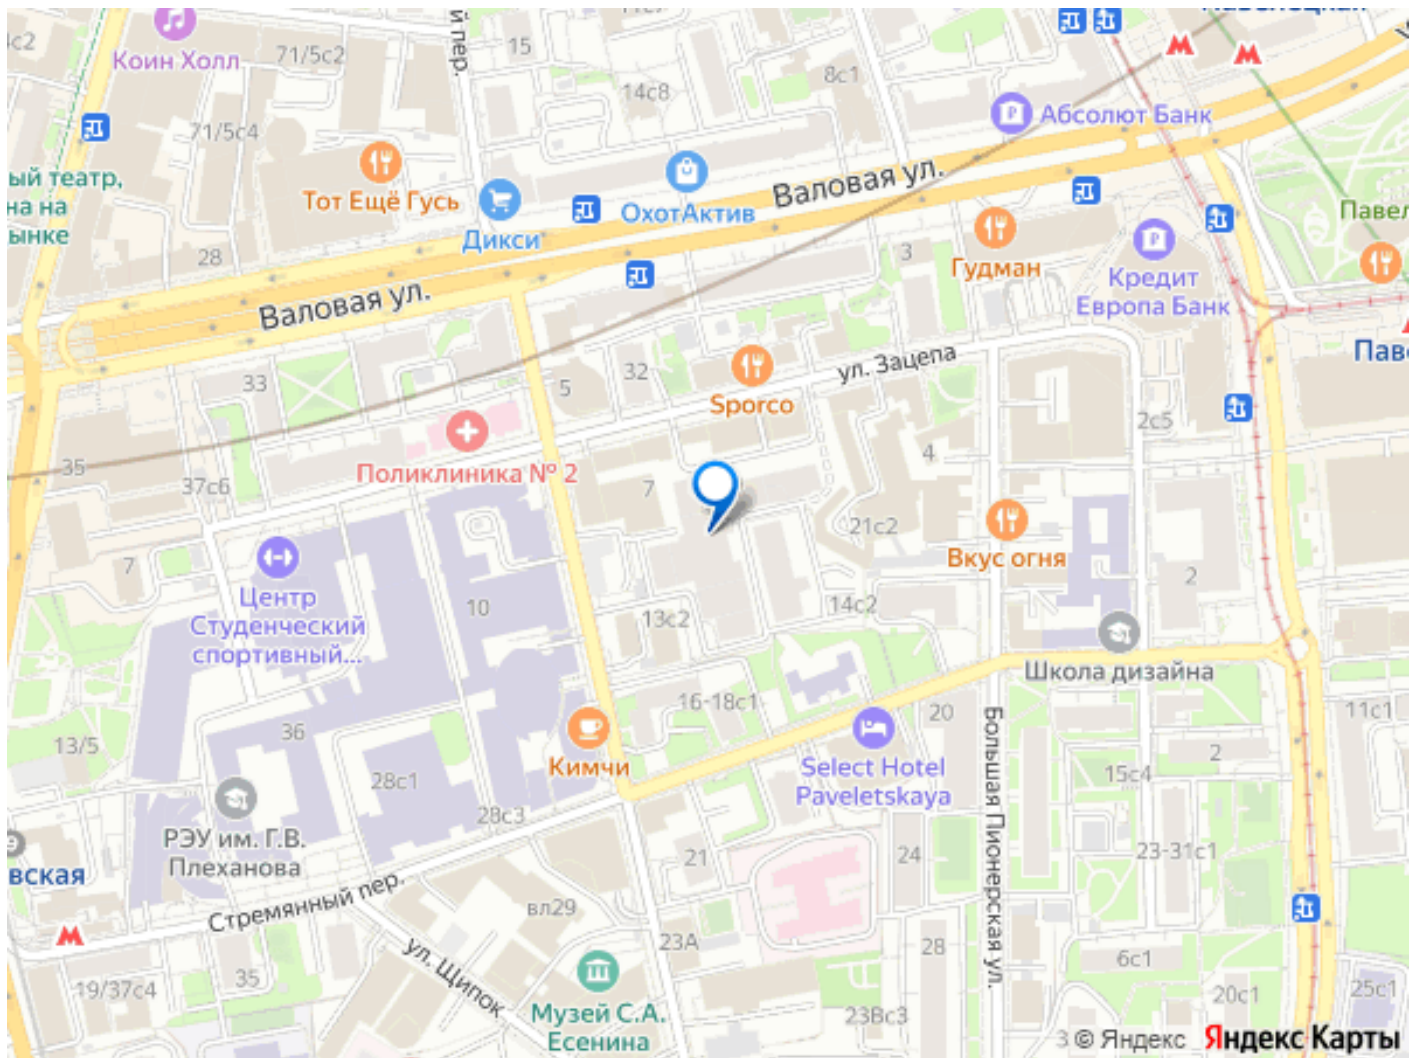 Коин Холл
71/5с2
15
й пер.
14с8
8с1
71/5с4
Абсолют Банк
ый театр,
на на
ынке
Тот Ещё Гусь
Дикси
ОхотАктив
Валовая ул.
28
3
Гудман
Кредит
Европа Банк
Валовая ул.
33
5
32
Sporco
ул. Зацепа
2с5
35
37с6
Поликлиника № 2
7
4
21с2
Вкус огня
7
Центр
Студенческий
спортивный...
10
13с2
14с2
2
Школа дизайна
36
16-18с1
20
11с1
13/5
Кимчи
Select Hotel
Paveletskaya
Большая Пионерская ул.
2
15с4
28с1
28с3
РЭУ им. Г.В.
Плеханова
вская
21
24
23-31с1
Стремянный пер.
вл29
ул. Щипок
23А
28
6с1
35
19/37с4
Музей С.А.
Есенина
23Вс3
20с1
25с1
3
© Яндекс Яндекс Карты